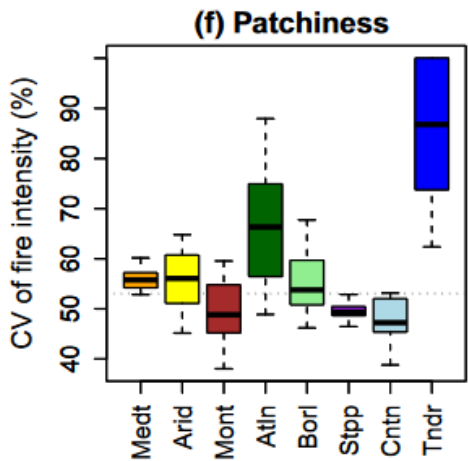 (f) Patchiness
CV of fire intensity (%)
90
80
70
60
50
40
Medt
Arid
Mont
Atln
Borl
Stpp
Cntn
Tndr